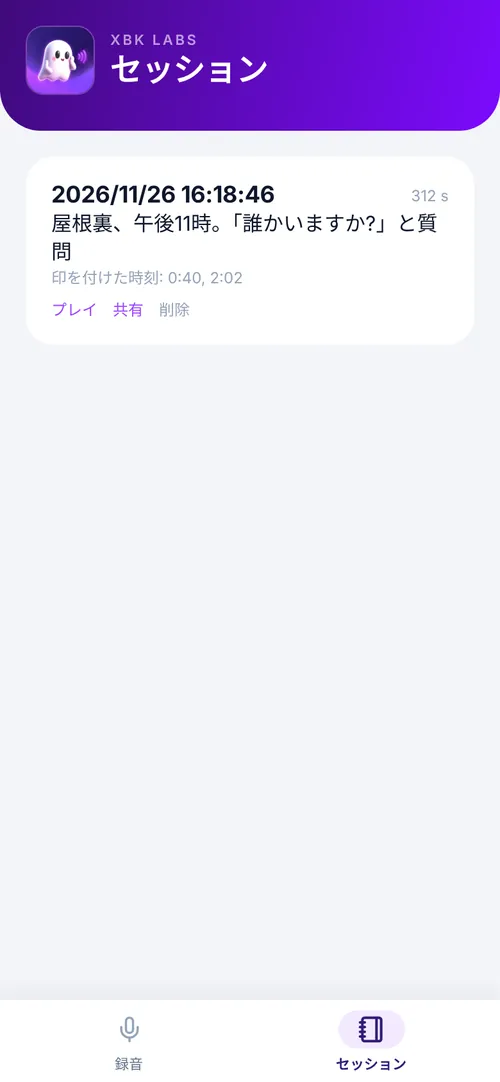 XBK LABS
セッション
2026/11/26 16:18:46
312 s
屋根裏、午後11時。「誰かいますか?」と質
問
印を付けた時刻: 0:40, 2:02
プレイ 共有 削除
録音
セッション